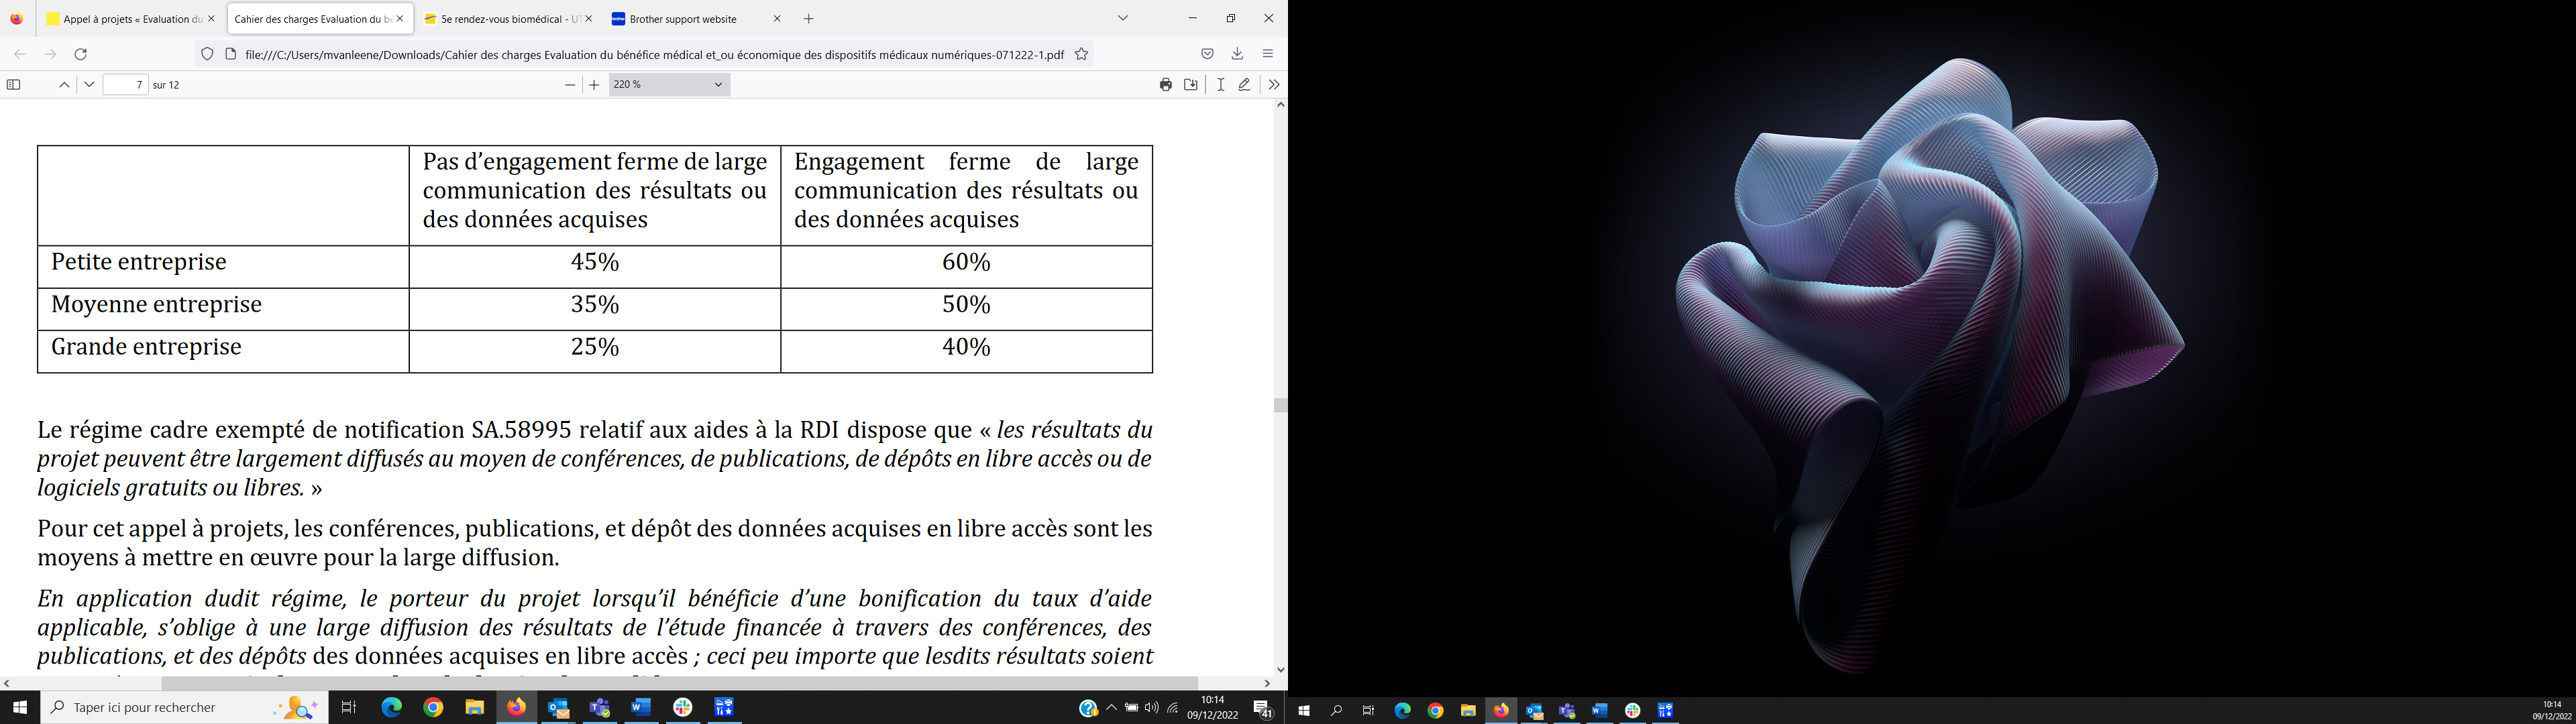 Appel à projets « Evaluation du
Cahier des charges Evaluation du bé
5e rendez-vous biomédical - UT
brother
Brother support website
file:///C:/Users/mvanleene/Downloads/Cahier des charges Evaluation du bénéfice médical et_ou économique des dispositifs médicaux numériques-071222-1.pdf
7 sur 12
220 %
Pas d’engagement ferme de large communication des résultats ou des données acquises
Engagement ferme de large communication des résultats ou des données acquises
Petite entreprise 45% 60%
Moyenne entreprise 35% 50%
Grande entreprise 25% 40%
Le régime cadre exempté de notification SA.58995 relatif aux aides à la RDI dispose que « les résultats du
projet peuvent être largement diffusés au moyen de conférences, de publications, de dépôts en libre accès ou de
logiciels gratuits ou libres. »
Pour cet appel à projets, les conférences, publications, et dépôt des données acquises en libre accès sont les
moyens à mettre en œuvre pour la large diffusion.
En application dudit régime, le porteur du projet lorsqu’il bénéficie d’une bonification du taux d’aide
applicable, s’oblige à une large diffusion des résultats de l’étude financée à travers des conférences, des
publications, et des dépôts des données acquises en libre accès ; ceci peu importe que lesdits résultats soient
Taper ici pour rechercher
10:14
09/12/2022
41
10:14
09/12/2022